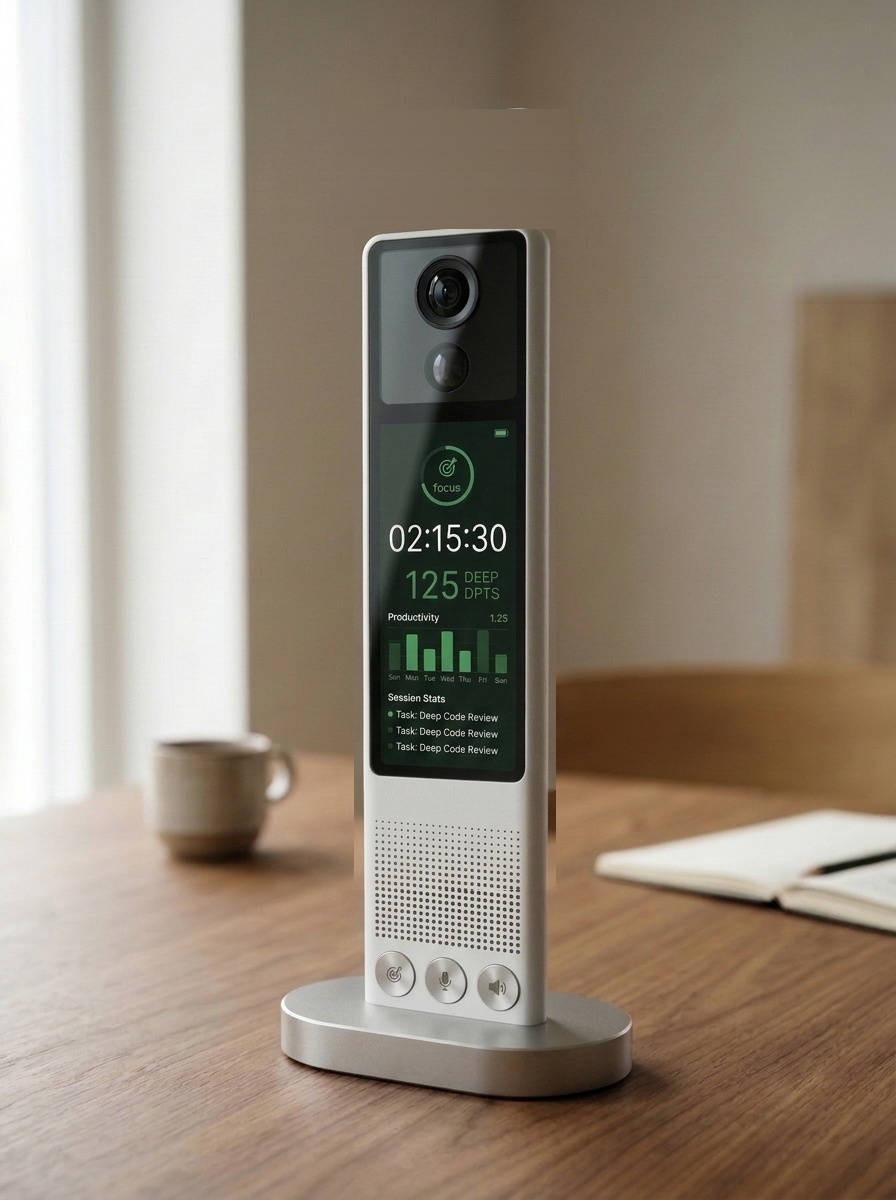 focus
02:15:30
125 DEEP
DPTS
Productivity 1.25
Sun Mon Tue Wed Thu Fri Sun
Session Stats
Task: Deep Code Review
Task: Deep Code Review
Task: Deep Code Review